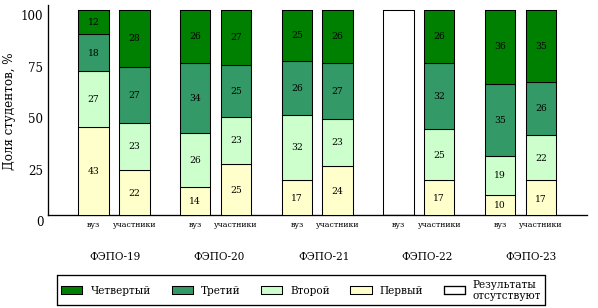 Доля студентов, %
100
75
50
25
0
12 28 26 27 25 26 26 36 35
18 27 34 25 26 27 32 35 26
27 23 26 23 32 23 25 19 22
43 22 14 25 17 24 17 10 17
вуз участники вуз участники вуз участники вуз участники вуз участники
ФЭПО-19 ФЭПО-20 ФЭПО-21 ФЭПО-22 ФЭПО-23
Четвертый Третий Второй Первый Результаты
отсутствуют